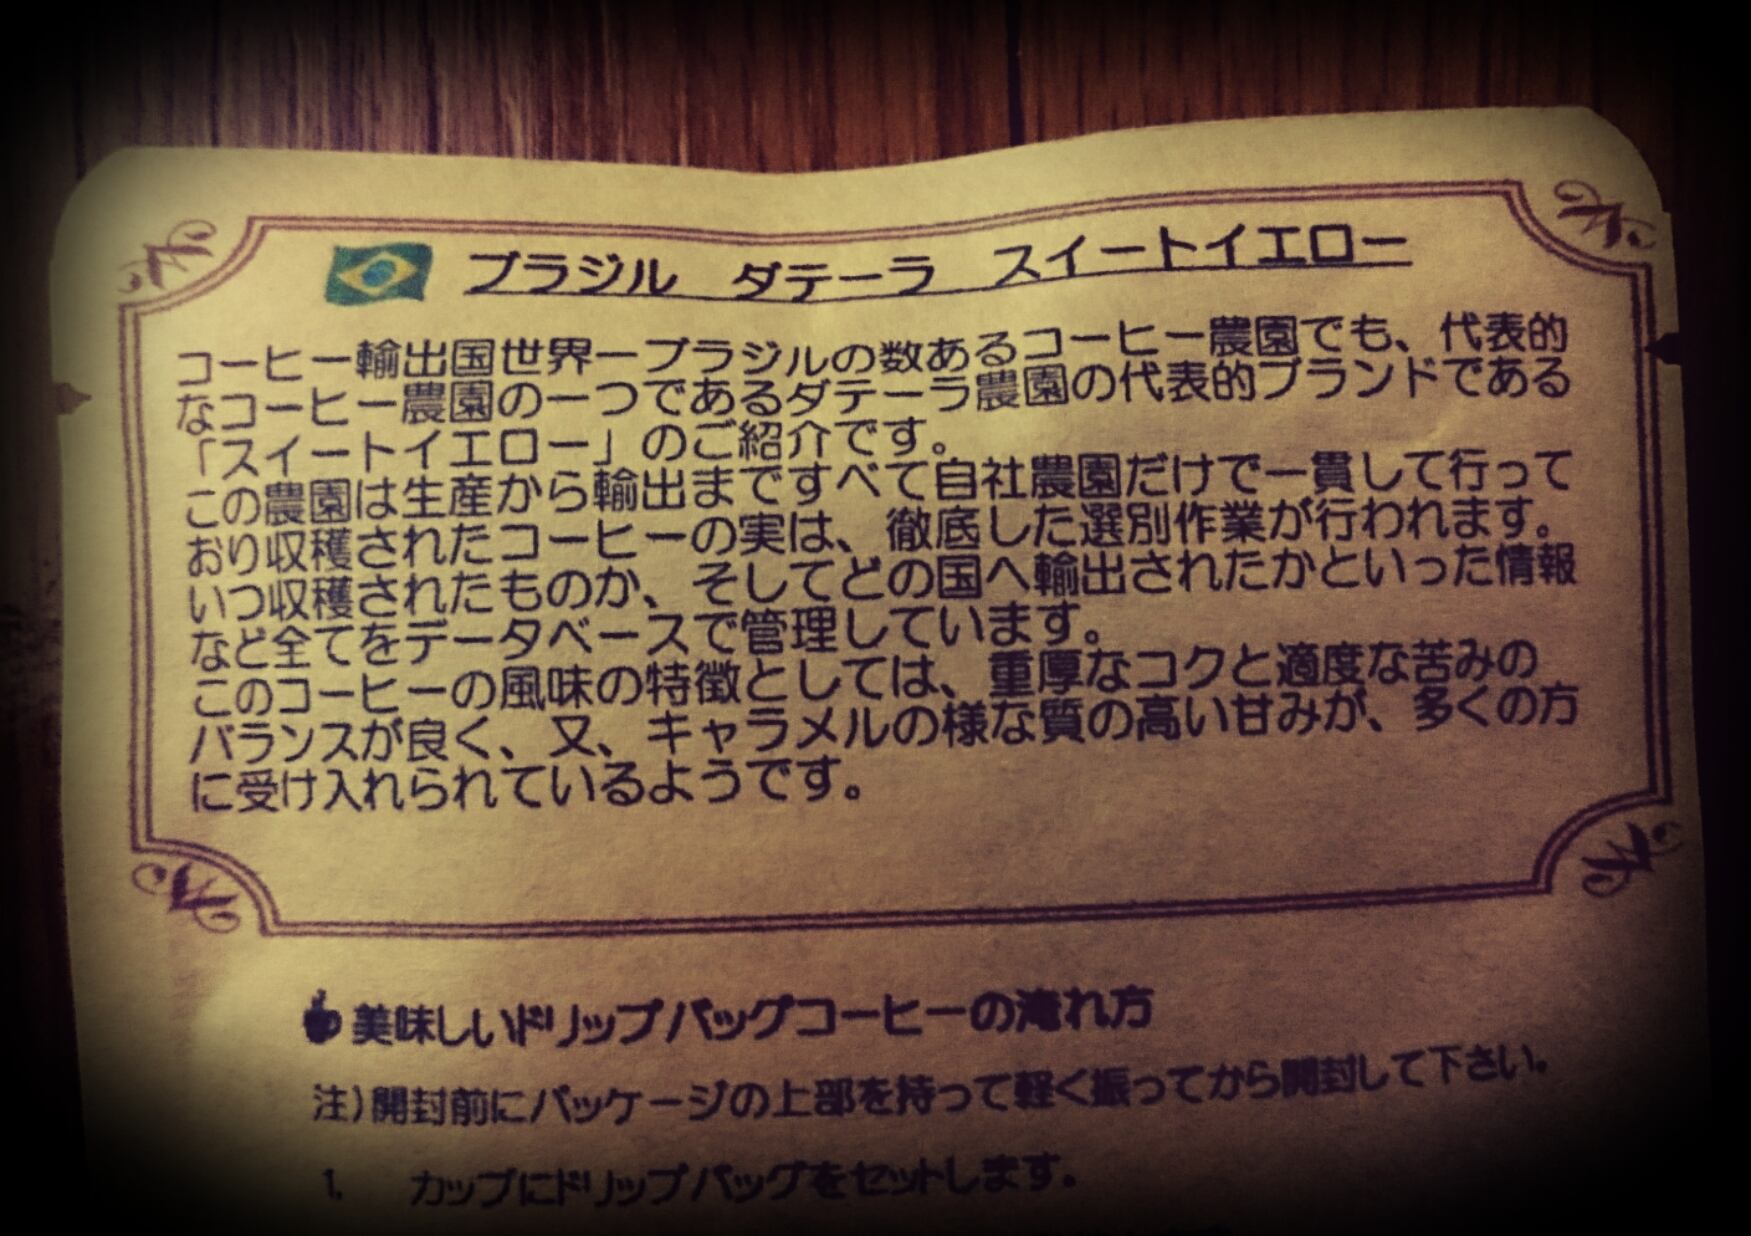 ブラジル　ダテーラ　スイートイエロー
コーヒー輸出国世界一ブラジルの数あるコーヒー農園でも、代表的
なコーヒー農園の一つであるダテーラ農園の代表的ブランドである
「スイートイエロー」のご紹介です。
この農園は生産から輸出まですべて自社農園だけで一貫して行って
おり収穫されたコーヒーの実は、徹底した選別作業が行われます。
いつ収穫されたものか、そしてどの国へ輸出されたかといった情報
など全てをデータベースで管理しています。
このコーヒーの風味の特徴としては、重厚なコクと適度な苦みの
バランスが良く、又、キャラメルの様な質の高い甘みが、多くの方
に受け入れられているようです。
美味しいドリップバッグコーヒーの淹れ方
注)開封前にパッケージの上部を持って軽く振ってから開封して下さい。
1.　カップにドリップバッグをセットします。